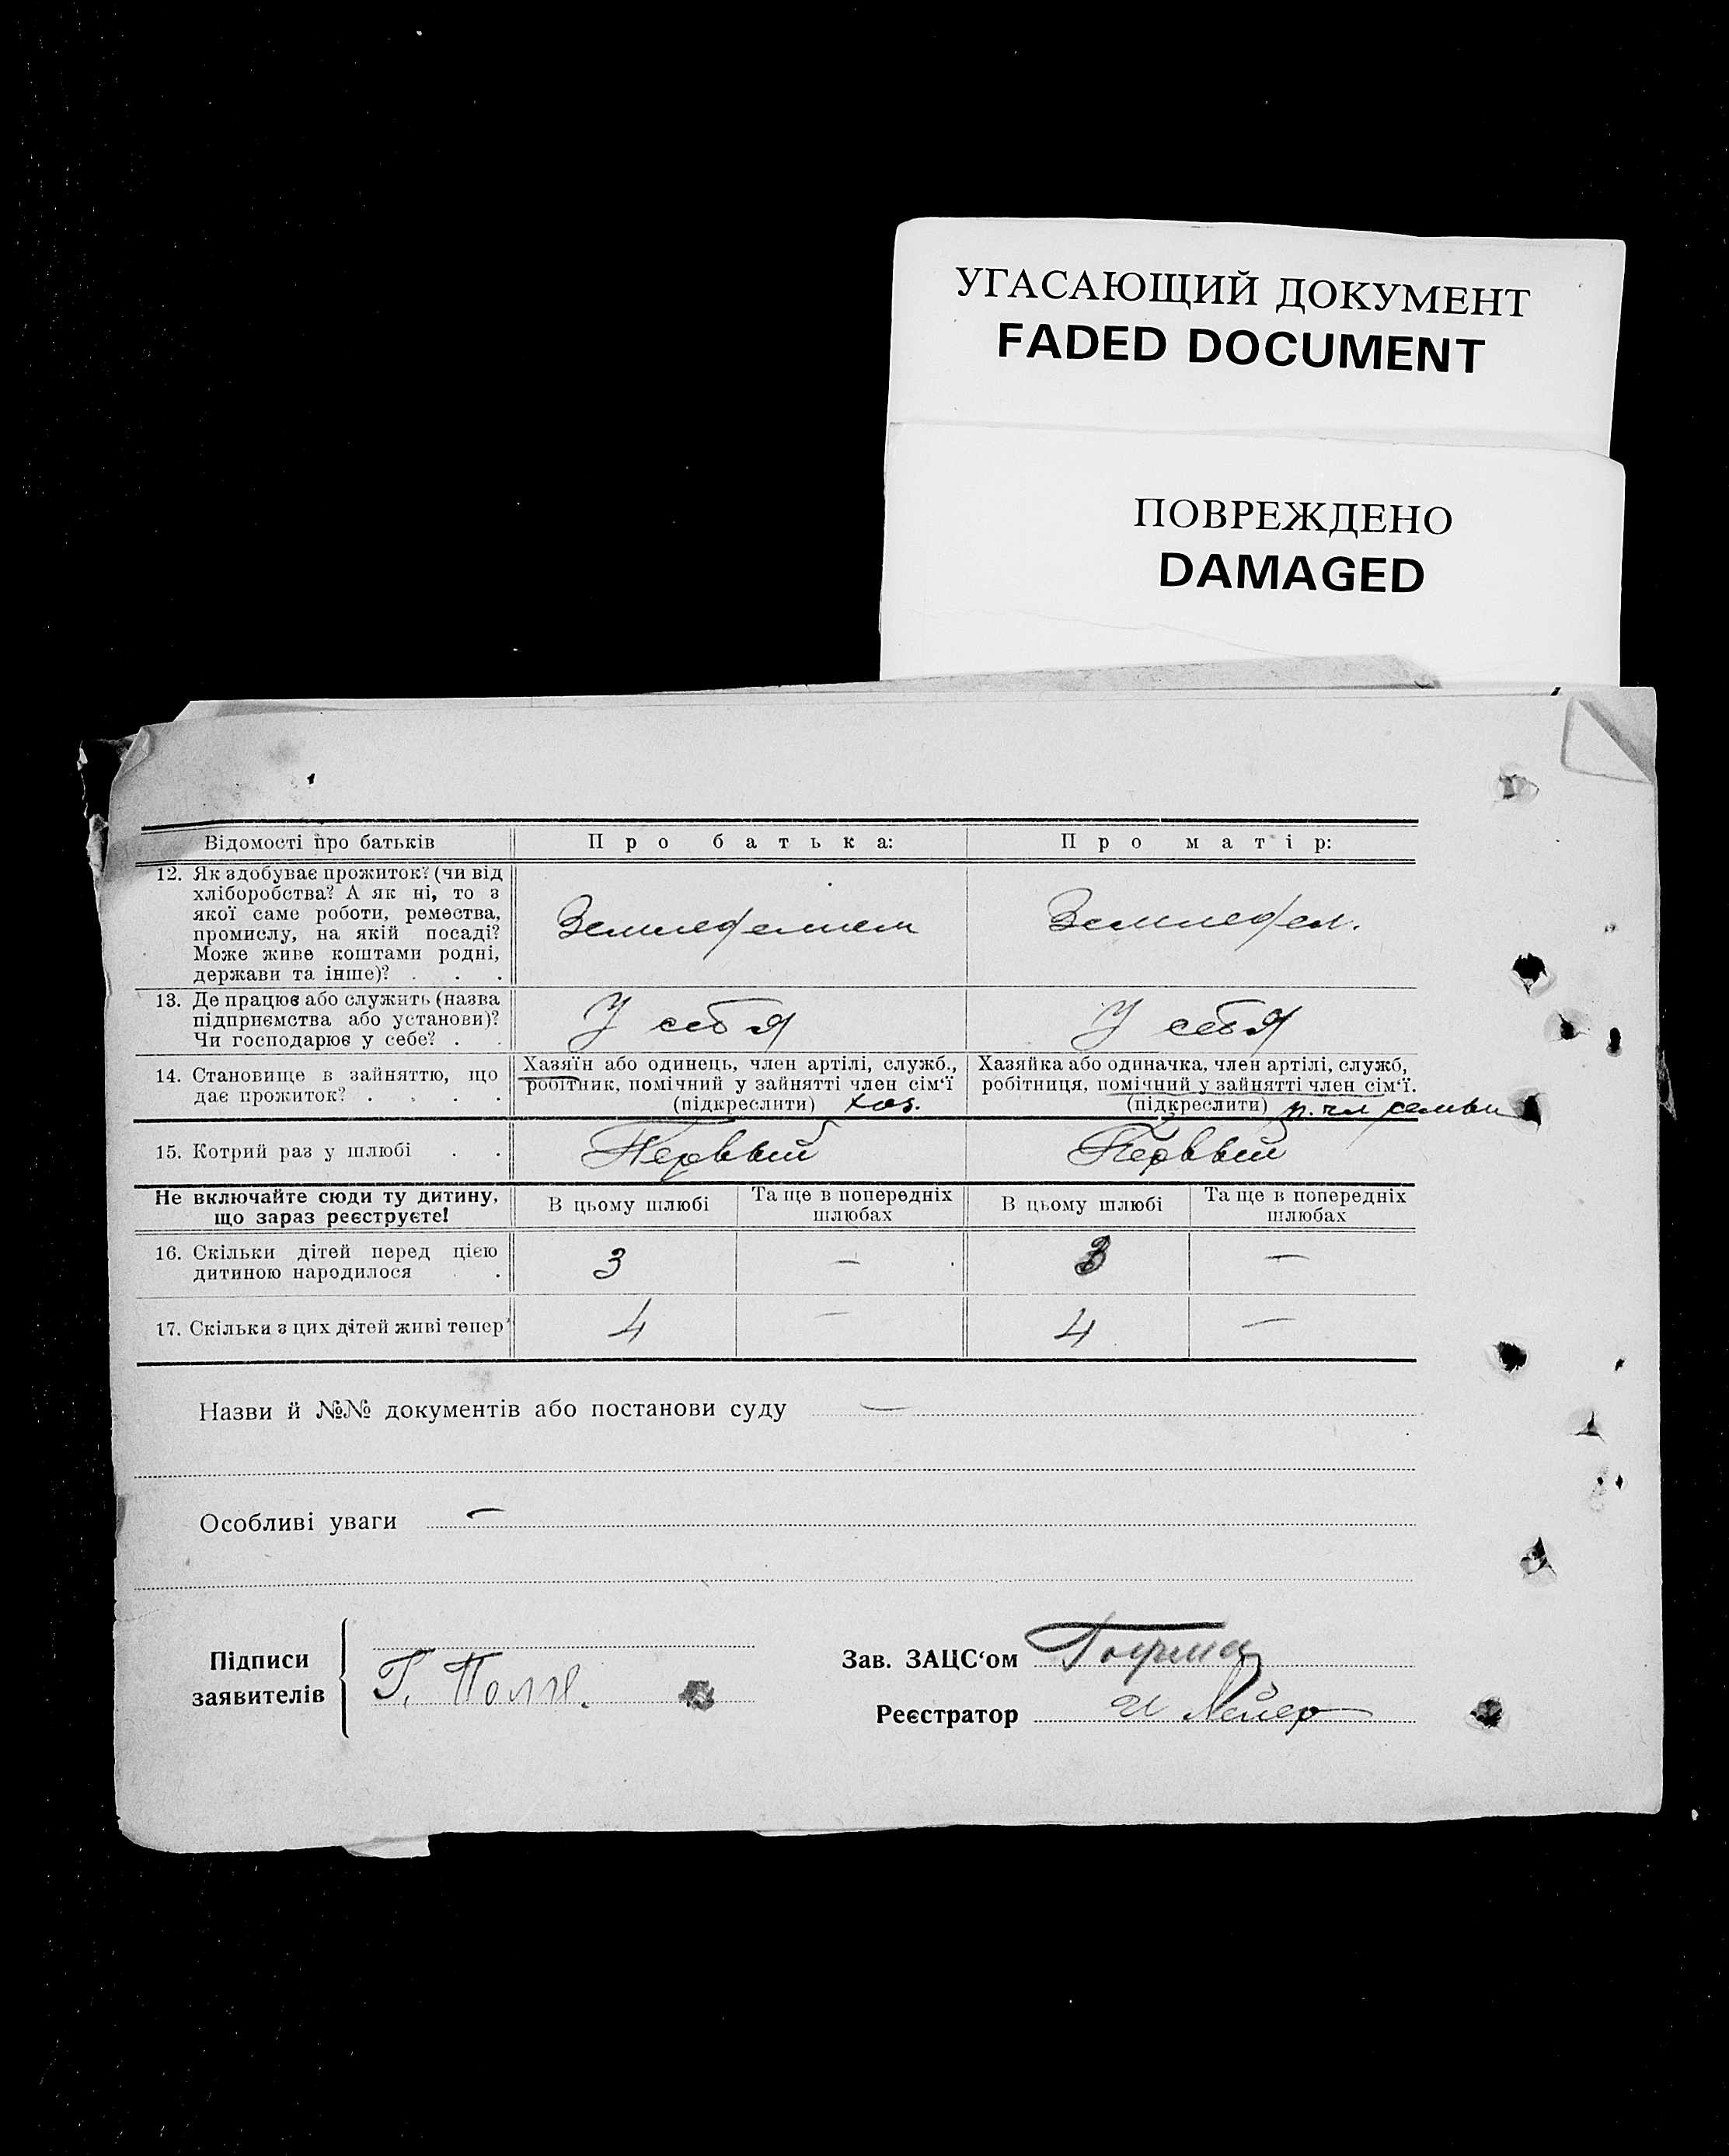 УГАСАЮЩИЙ ДОКУМЕНТ
FADED DOCUMENT
ПОВРЕЖДЕНО
DAMAGED
Відомості про батьків
Про батька:
Про матір:
12. Як здобуває прожиток? (чи від
хліборобства? А як ні, то з
якої саме роботи, ремества,
промислу, на якій посаді?
Може живе коштами родні,
держави та інше)? . . .
Земледелием
Земледел.
13. Де працює або служить (назва
підприємства або установи)?
Чи господарює у себе? . .
У себя
У себя
14. Становище в зайняттю, що
дає прожиток? . . . .
Хазяїн або одинець, член артілі, служб.,
робітник, помічний у зайнятті член сім'ї
(підкреслити) хоз.
Хазяйка або одиначка, член артілі, служб,
робітниця, помічний у зайнятті член сім'ї.
(підкреслити) п. чл семьи
15. Котрий раз у шлюбі . .
Первый
Первый
Не включайте сюди ту дитину,
що зараз реєструєте!
В цьому шлюбі
Та ще в попередніх
шлюбах
В цьому шлюбі
Та ще в попередніх
шлюбах
16. Скільки дітей перед цією
дитиною народилося . .
3
—
3
—
17. Скільки з цих дітей живі тепер
4
—
4
—
Назви й №№ документів або постанови суду —
Особливі уваги —
Підписи
заявителів
Г. Полле.
Зав. ЗАЦС'ом
Реєстратор И Лейер